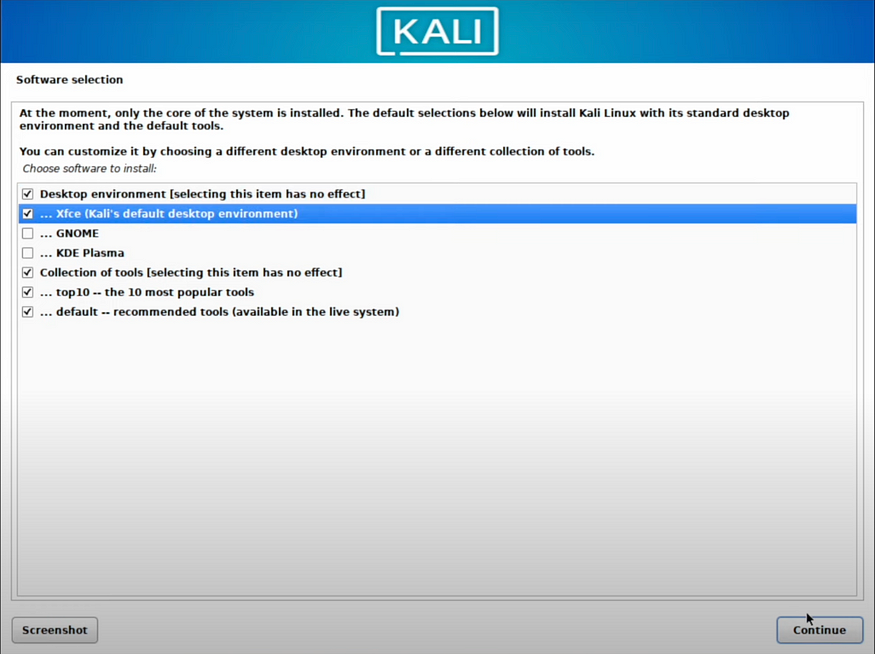 KALI
Software selection
At the moment, only the core of the system is installed. The default selections below will install Kali Linux with its standard desktop
environment and the default tools.
You can customize it by choosing a different desktop environment or a different collection of tools.
Choose software to install:
Desktop environment [selecting this item has no effect]
... Xfce (Kali's default desktop environment)
... GNOME
... KDE Plasma
Collection of tools [selecting this item has no effect]
... top10 -- the 10 most popular tools
... default -- recommended tools (available in the live system)
Screenshot
Continue